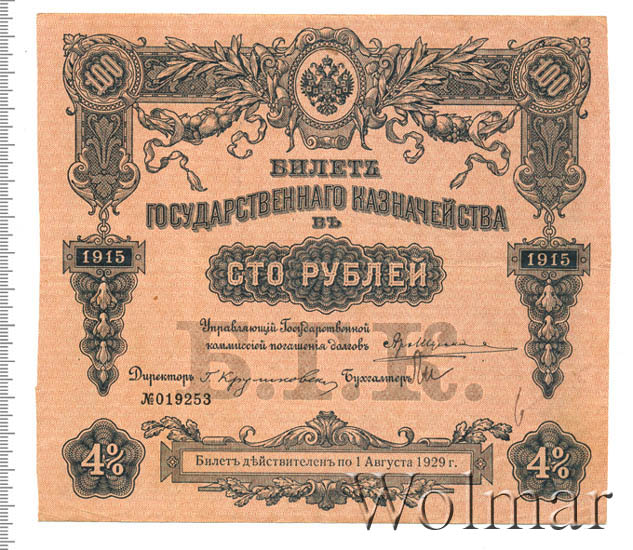 100 100
БИЛЕТЪ
ГОСУДАРСТВЕННАГО КАЗНАЧЕЙСТВА
ВЪ
1915 1915
СТО РУБЛЕЙ
Б.Г.К.
Управляющій Государственной
коммиссіей погашенія долговъ
Директоръ Бухгалтеръ
№019253
4% 4%
Билетъ дѣйствителенъ по 1 Августа 1929 г.
Wolmar